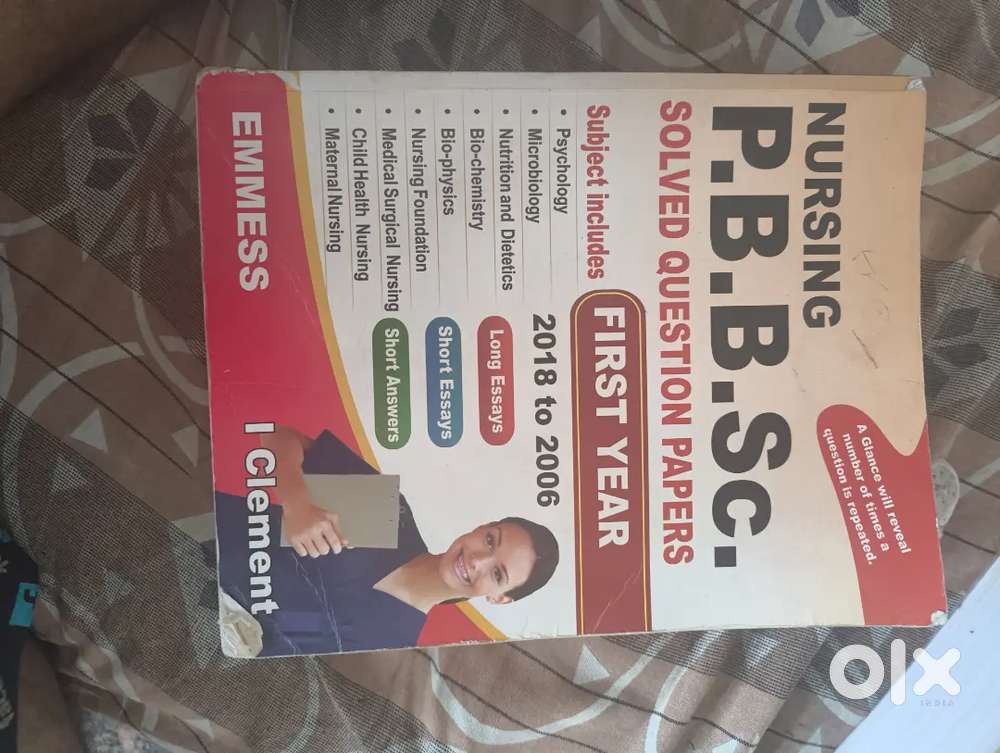 NURSING
P.B.B.Sc.
SOLVED QUESTION PAPERS
A Glance will reveal
number of times a
question is repeated.
Subject includes
FIRST YEAR
• Psychology
• Microbiology
• Nutrition and Dietetics
• Bio-chemistry
• Bio-physics
• Nursing Foundation
• Medical Surgical Nursing
• Child Health Nursing
• Maternal Nursing
2018 to 2006
Long Essays
Short Essays
Short Answers
EMMESS
I Clement
olx
INDIA